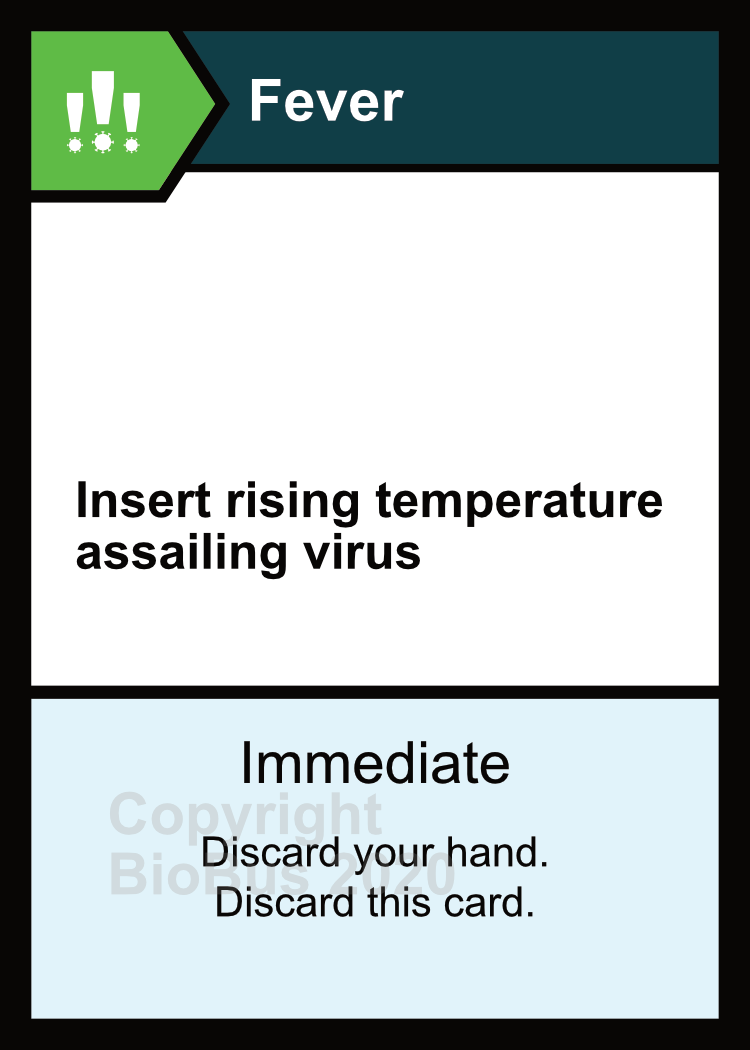 Fever
Insert rising temperature
assailing virus
Immediate
Copyright
Discard your hand.
BioBus 2020
Discard this card.